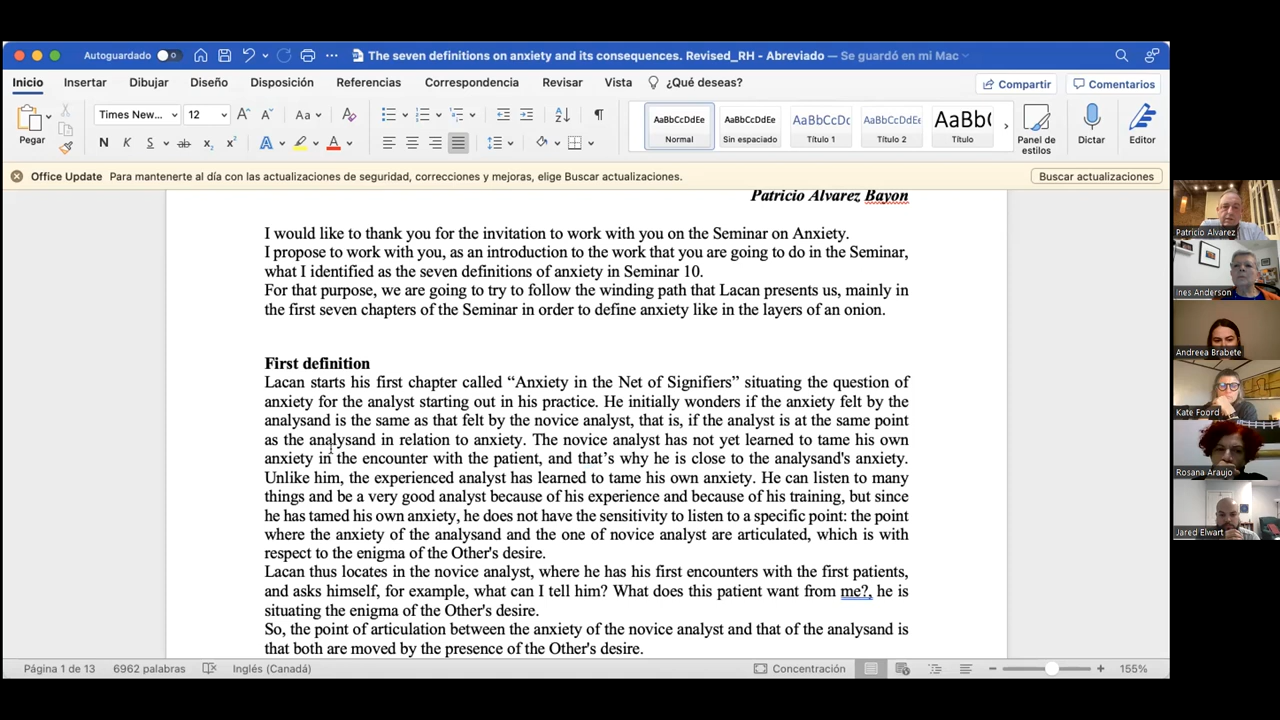 Autoguardado
The seven definitions on anxiety and its consequences. Revised_RH - Abreviado — Se guardó en mi Mac
Inicio Insertar Dibujar Diseño Disposición Referencias Correspondencia Revisar Vista ¿Qué deseas? Compartir Comentarios
Pegar
Times New... 12
N K S ab x₂ x² A A
Aa
AaBbCcDdEe AaBbCcDdEe AaBbCcDc AaBbCcDdEe AaBb(
Normal Sin espaciado Título 1 Título 2 Título
Panel de estilos
Dictar
Editor
Office Update Para mantenerte al día con las actualizaciones de seguridad, correcciones y mejoras, elige Buscar actualizaciones. Buscar actualizaciones
Patricio Alvarez Bayon
I would like to thank you for the invitation to work with you on the Seminar on Anxiety.
I propose to work with you, as an introduction to the work that you are going to do in the Seminar,
what I identified as the seven definitions of anxiety in Seminar 10.
For that purpose, we are going to try to follow the winding path that Lacan presents us, mainly in
the first seven chapters of the Seminar in order to define anxiety like in the layers of an onion.
First definition
Lacan starts his first chapter called “Anxiety in the Net of Signifiers” situating the question of
anxiety for the analyst starting out in his practice. He initially wonders if the anxiety felt by the
analysand is the same as that felt by the novice analyst, that is, if the analyst is at the same point
as the analysand in relation to anxiety. The novice analyst has not yet learned to tame his own
anxiety in the encounter with the patient, and that’s why he is close to the analysand's anxiety.
Unlike him, the experienced analyst has learned to tame his own anxiety. He can listen to many
things and be a very good analyst because of his experience and because of his training, but since
he has tamed his own anxiety, he does not have the sensitivity to listen to a specific point: the point
where the anxiety of the analysand and the one of novice analyst are articulated, which is with
respect to the enigma of the Other's desire.
Lacan thus locates in the novice analyst, where he has his first encounters with the first patients,
and asks himself, for example, what can I tell him? What does this patient want from me?, he is
situating the enigma of the Other's desire.
So, the point of articulation between the anxiety of the novice analyst and that of the analysand is
that both are moved by the presence of the Other's desire.
Página 1 de 13 6962 palabras Inglés (Canadá) Concentración 155%
Patricio Alvarez
Ines Anderson
Andreea Brabete
Kate Foord
Rosana Araujo
Jared Elwart